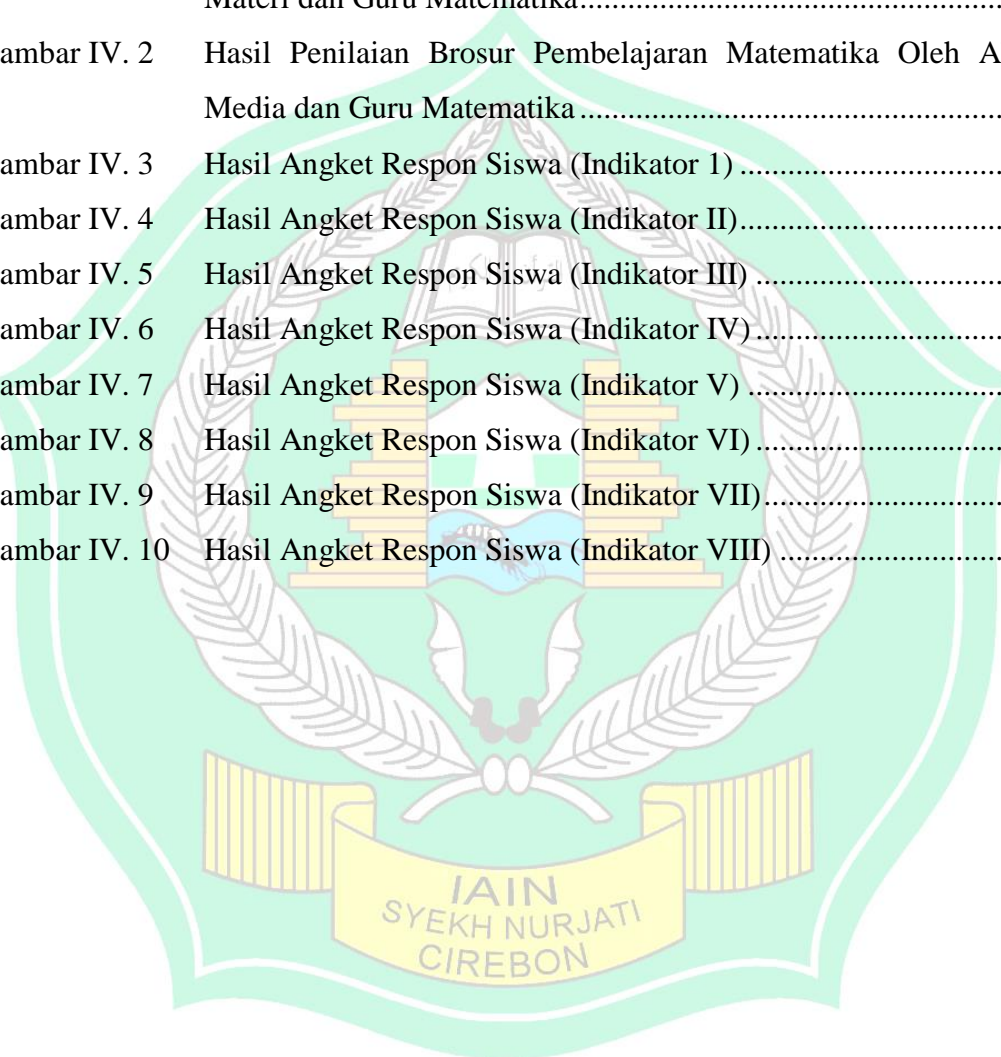 Materi dan Guru Matematika....................................................
ambar IV. 2 Hasil Penilaian Brosur Pembelajaran Matematika Oleh A
Media dan Guru Matematika....................................................
ambar IV. 3 Hasil Angket Respon Siswa (Indikator 1) .................................
ambar IV. 4 Hasil Angket Respon Siswa (Indikator II).................................
ambar IV. 5 Hasil Angket Respon Siswa (Indikator III) ...............................
ambar IV. 6 Hasil Angket Respon Siswa (Indikator IV) ...............................
ambar IV. 7 Hasil Angket Respon Siswa (Indikator V) ................................
ambar IV. 8 Hasil Angket Respon Siswa (Indikator VI) ...............................
ambar IV. 9 Hasil Angket Respon Siswa (Indikator VII)..............................
ambar IV. 10 Hasil Angket Respon Siswa (Indikator VIII) ............................
IAIN
SYEKH NURJATI
CIREBON